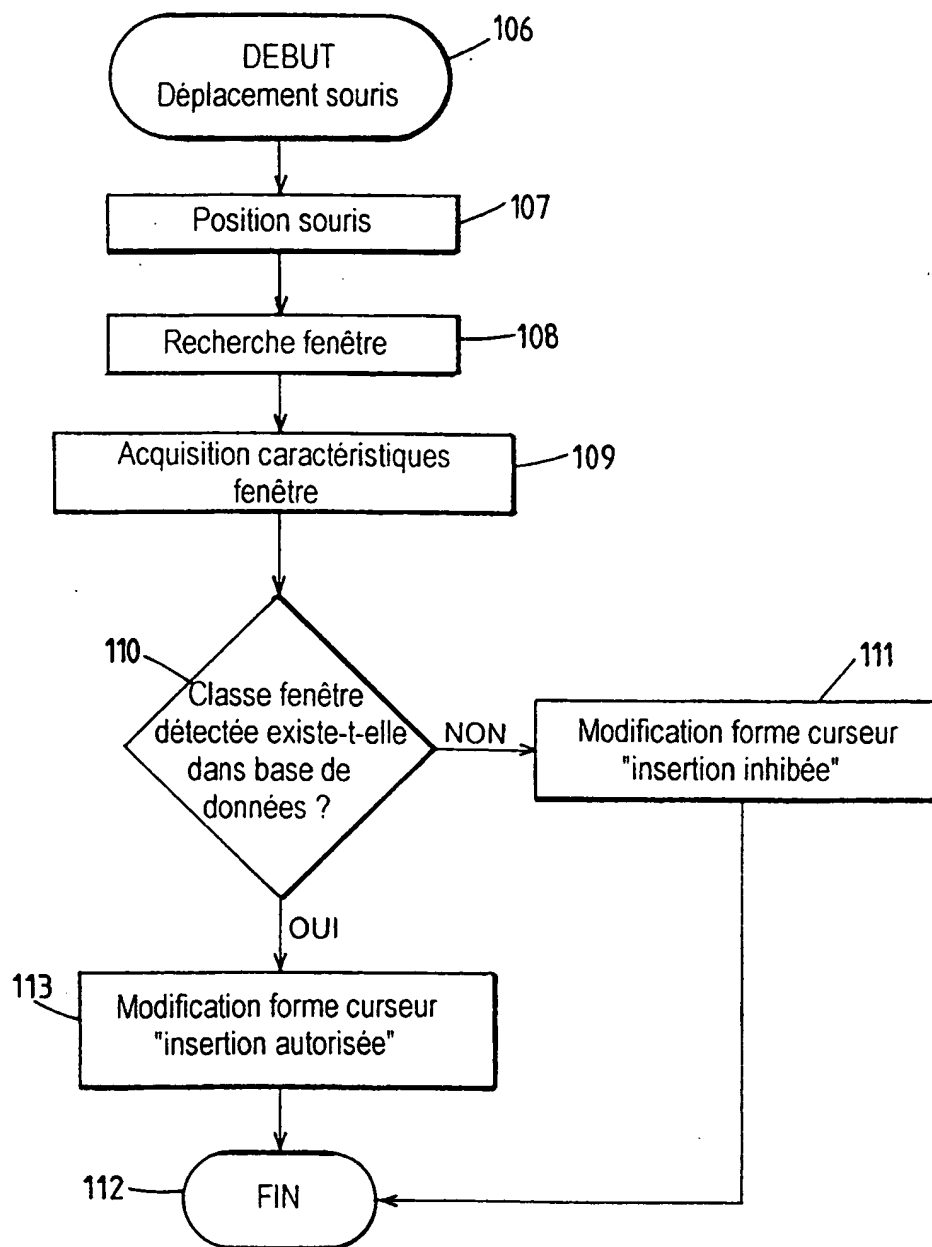 106
DEBUT
Déplacement souris
107
Position souris
108
Recherche fenêtre
109
Acquisition caractéristiques
fenêtre
110
Classe fenêtre
détectée existe-t-elle
dans base de
données ?
NON
111
Modification forme curseur
"insertion inhibée"
OUI
113
Modification forme curseur
"insertion autorisée"
112
FIN